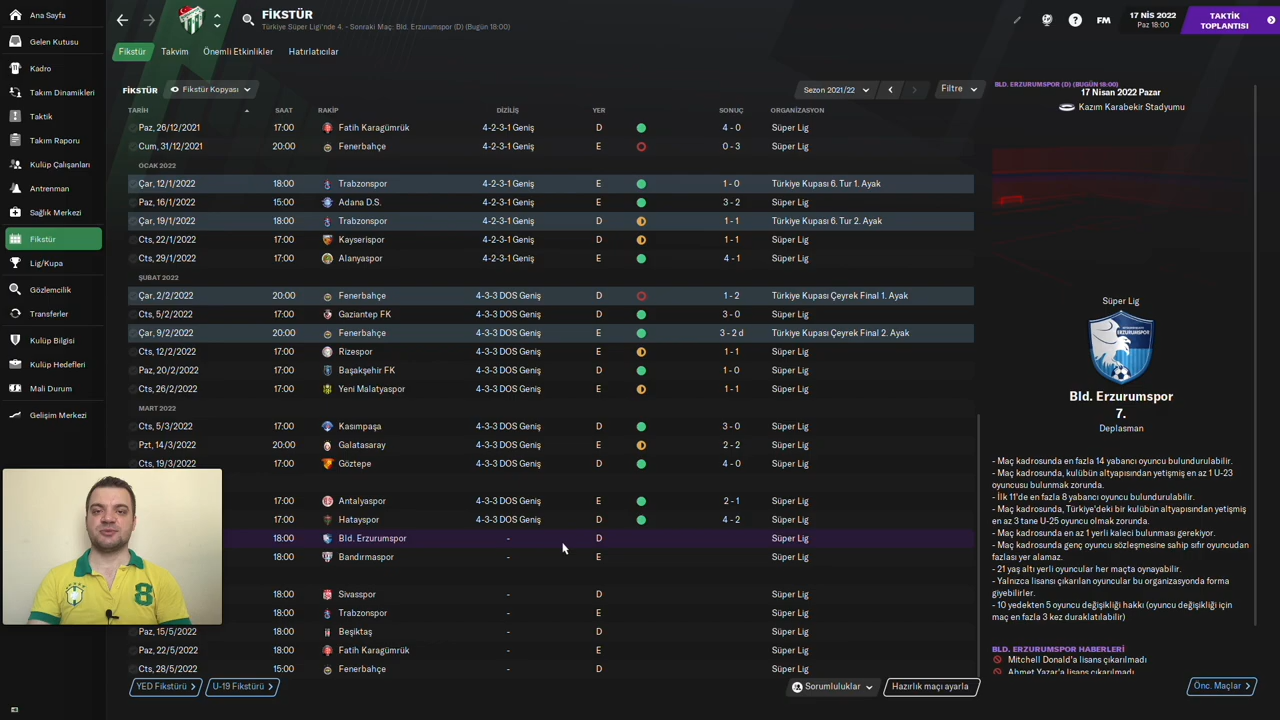 Ana Sayfa
Gelen Kutusu
Kadro
Takım Dinamikleri
Taktik
Takım Raporu
Kulüp Çalışanları
Antrenman
Sağlık Merkezi
Fikstür
Lig/Kupa
Gözlemcilik
Transferler
Kulüp Bilgisi
Kulüp Hedefleri
Mali Durum
Gelişim Merkezi
FİKSTÜR
Türkiye Süper Ligi'nde 4. - Sonraki Maç: Bld. Erzurumspor (D) (Bugün 18:00)
FM
17 NİS 2022
Paz 18:00
TAKTİK
TOPLANTISI
Fikstür Takvim Önemli Etkinlikler Hatırlatıcılar
FİKSTÜR Fikstür Kopyası Sezon 2021/22 Filtre
TARİH SAAT RAKİP DİZİLİŞ YER SONUÇ ORGANİZASYON
Paz, 26/12/2021 17:00 Fatih Karagümrük 4-2-3-1 Geniş D 4 - 0 Süper Lig
Cum, 31/12/2021 20:00 Fenerbahçe 4-2-3-1 Geniş E 0 - 3 Süper Lig
OCAK 2022
Çar, 12/1/2022 18:00 Trabzonspor 4-2-3-1 Geniş E 1 - 0 Türkiye Kupası 6. Tur 1. Ayak
Paz, 16/1/2022 15:00 Adana D.S. 4-2-3-1 Geniş E 3 - 2 Süper Lig
Çar, 19/1/2022 18:00 Trabzonspor 4-2-3-1 Geniş D 1 - 1 Türkiye Kupası 6. Tur 2. Ayak
Cts, 22/1/2022 17:00 Kayserispor 4-2-3-1 Geniş D 1 - 1 Süper Lig
Cts, 29/1/2022 17:00 Alanyaspor 4-2-3-1 Geniş E 4 - 1 Süper Lig
ŞUBAT 2022
Çar, 2/2/2022 20:00 Fenerbahçe 4-3-3 DOS Geniş D 1 - 2 Türkiye Kupası Çeyrek Final 1. Ayak
Cts, 5/2/2022 17:00 Gaziantep FK 4-3-3 DOS Geniş D 3 - 0 Süper Lig
Çar, 9/2/2022 20:00 Fenerbahçe 4-3-3 DOS Geniş E 3 - 2 d Türkiye Kupası Çeyrek Final 2. Ayak
Cts, 12/2/2022 17:00 Rizespor 4-3-3 DOS Geniş E 1 - 1 Süper Lig
Paz, 20/2/2022 17:00 Başakşehir FK 4-3-3 DOS Geniş D 1 - 0 Süper Lig
Cts, 26/2/2022 17:00 Yeni Malatyaspor 4-3-3 DOS Geniş E 1 - 1 Süper Lig
MART 2022
Cts, 5/3/2022 17:00 Kasımpaşa 4-3-3 DOS Geniş D 3 - 0 Süper Lig
Pzt, 14/3/2022 20:00 Galatasaray 4-3-3 DOS Geniş E 2 - 2 Süper Lig
Cts, 19/3/2022 17:00 Göztepe 4-3-3 DOS Geniş D 4 - 0 Süper Lig
17:00 Antalyaspor 4-3-3 DOS Geniş E 2 - 1 Süper Lig
17:00 Hatayspor 4-3-3 DOS Geniş D 4 - 2 Süper Lig
18:00 Bld. Erzurumspor - D Süper Lig
18:00 Bandırmaspor - E Süper Lig
18:00 Sivasspor - D Süper Lig
18:00 Trabzonspor - E Süper Lig
Paz, 15/5/2022 18:00 Beşiktaş - D Süper Lig
Paz, 22/5/2022 18:00 Fatih Karagümrük - E Süper Lig
Cts, 28/5/2022 15:00 Fenerbahçe - D Süper Lig
YED Fikstürü U-19 Fikstürü Sorumluluklar Hazırlık maçı ayarla
BLD. ERZURUMSPOR (D) (BUGÜN 18:00)
17 Nisan 2022 Pazar
Kazım Karabekir Stadyumu
Süper Lig
Bld. Erzurumspor
7.
Deplasman
- Maç kadrosunda en fazla 14 yabancı oyuncu bulundurulabilir.
- Maç kadrosunda, kulübün altyapısından yetişmiş en az 1 U-23
oyuncusu bulunmak zorunda.
- İlk 11'de en fazla 8 yabancı oyuncu bulundurulabilir.
- Maç kadrosunda, Türkiye'deki bir kulübün altyapısından yetişmiş
en az 3 tane U-25 oyuncu olmak zorunda.
- Maç kadrosunda en az 1 yerli kaleci bulunması gerekiyor.
- Maç kadrosunda genç oyuncu sözleşmesine sahip sıfır oyuncudan
fazlası yer alamaz.
- 21 yaş altı yerli oyuncular her maçta oynayabilir.
- Yalnızca lisansı çıkarılan oyuncular bu organizasyonda forma
giyebilirler.
- 10 yedekten 5 oyuncu değişikliği hakkı (oyuncu değişikliği için
maç en fazla 3 kez duraklatılabilir)
BLD. ERZURUMSPOR HABERLERİ
Mitchell Donald'a lisans çıkarılmadı
Ahmet Yazar'a lisans çıkarılmadı
Önc. Maçlar
8